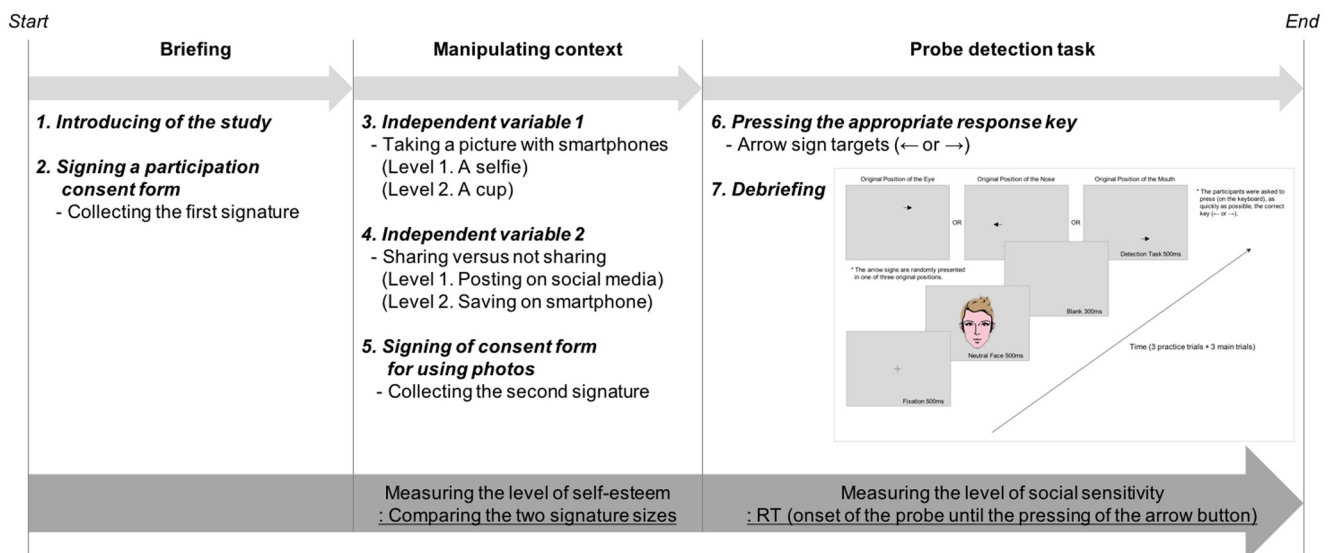 Start
End
Briefing
Manipulating context
Probe detection task
1. Introducing of the study
2. Signing a participation
consent form
- Collecting the first signature
3. Independent variable 1
- Taking a picture with smartphones
(Level 1. A selfie)
(Level 2. A cup)
4. Independent variable 2
- Sharing versus not sharing
(Level 1. Posting on social media)
(Level 2. Saving on smartphone)
5. Signing of consent form
for using photos
- Collecting the second signature
6. Pressing the appropriate response key
- Arrow sign targets (← or →)
7. Debriefing
Original Position of the Eye
Original Position of the Nose
Original Position of the Mouth
OR
OR
* The participants were asked to
press (on the keyboard), as
quickly as possible, the correct
key (← or →).
Detection Task 500ms
* The arrow signs are randomly presented
in one of three original positions.
Blank 300ms
Neutral Face 500ms
Fixation 500ms
Time (3 practice trials + 3 main trials)
Measuring the level of self-esteem
: Comparing the two signature sizes
Measuring the level of social sensitivity
: RT (onset of the probe until the pressing of the arrow button)